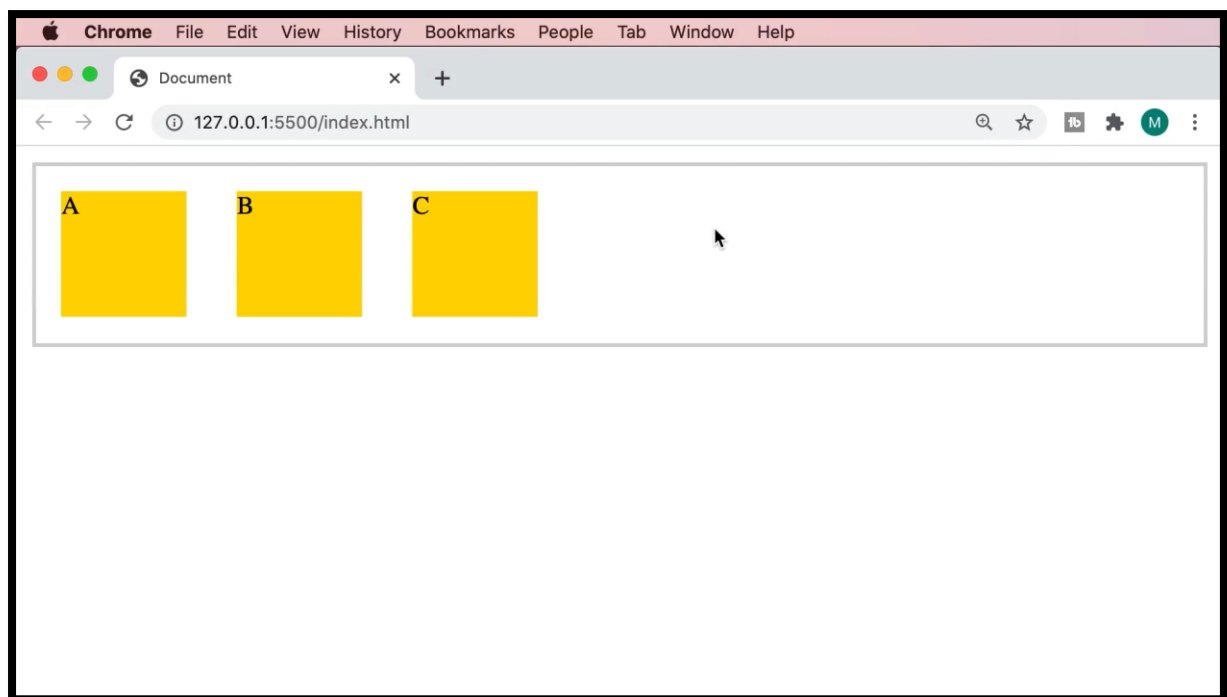 Chrome File Edit View History Bookmarks People Tab Window Help
Document
127.0.0.1:5500/index.html
M
A B C